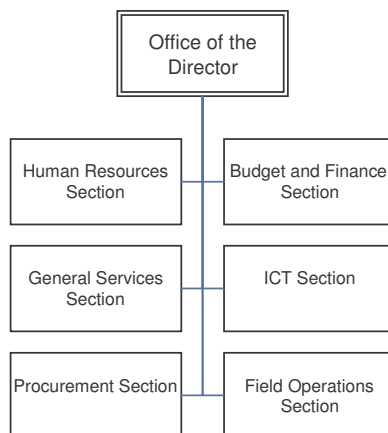 Office of the
Director
Human Resources
Section
Budget and Finance
Section
General Services
Section
ICT Section
Procurement Section
Field Operations
Section